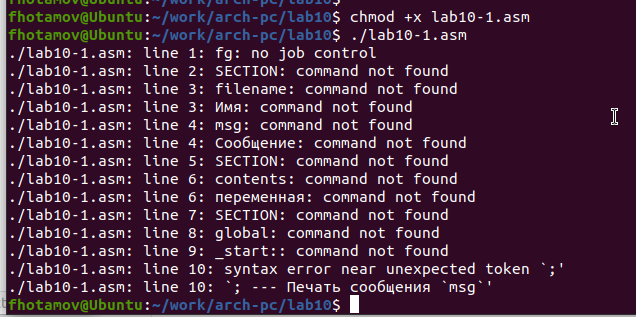 fhotamov@Ubuntu:~/work/arch-pc/lab10$ chmod +x lab10-1.asm
fhotamov@Ubuntu:~/work/arch-pc/lab10$ ./lab10-1.asm
./lab10-1.asm: line 1: fg: no job control
./lab10-1.asm: line 2: SECTION: command not found
./lab10-1.asm: line 3: filename: command not found
./lab10-1.asm: line 3: Имя: command not found
./lab10-1.asm: line 4: msg: command not found
./lab10-1.asm: line 4: Сообщение: command not found
./lab10-1.asm: line 5: SECTION: command not found
./lab10-1.asm: line 6: contents: command not found
./lab10-1.asm: line 6: переменная: command not found
./lab10-1.asm: line 7: SECTION: command not found
./lab10-1.asm: line 8: global: command not found
./lab10-1.asm: line 9: _start:: command not found
./lab10-1.asm: line 10: syntax error near unexpected token `;'
./lab10-1.asm: line 10: `; --- Печать сообщения `msg`'
fhotamov@Ubuntu:~/work/arch-pc/lab10$